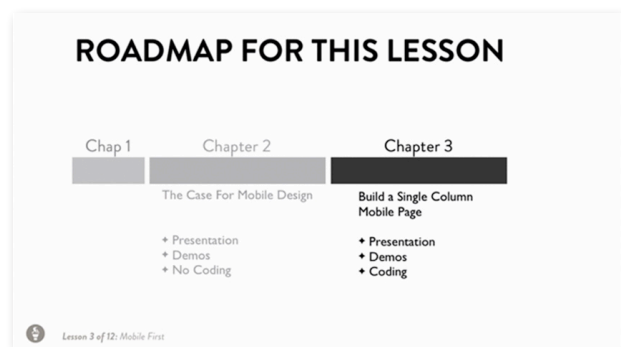 ROADMAP FOR THIS LESSON
Chap 1
Chapter 2
Chapter 3
The Case For Mobile Design
✦ Presentation
✦ Demos
✦ No Coding
Build a Single Column
Mobile Page
✦ Presentation
✦ Demos
✦ Coding
Lesson 3 of 12: Mobile First